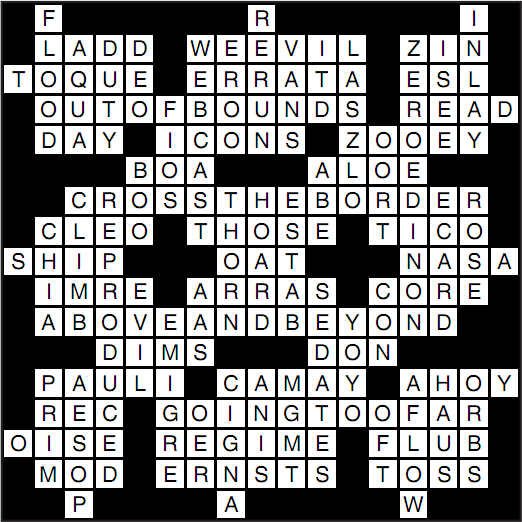 F R I
LADD WEEVIL ZIN
TOQUE ERRATA ESL
OUTOFBOUNDS READ
DAY ICONS ZOOEY
BOA ALOE
CROSSTHEBORDER
CLEO THOSE TICO
SHIP OAT NASA
IMRE ARRAS CORE
ABOVEANDBEYOND
DIMS DON
PAULI CAMAY AHOY
REC GOINGTOOFAR
OISE REGIME FLUB
MOD ERNSTS TOSS
P A W